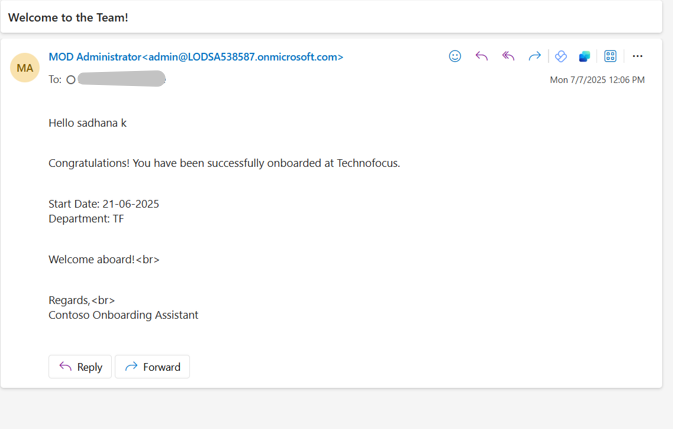 Welcome to the Team!
MA
MOD Administrator<admin@LODSA538587.onmicrosoft.com>
To:
Mon 7/7/2025 12:06 PM
Hello sadhana k
Congratulations! You have been successfully onboarded at Technofocus.
Start Date: 21-06-2025
Department: TF
Welcome aboard!<br>
Regards,<br>
Contoso Onboarding Assistant
Reply
Forward